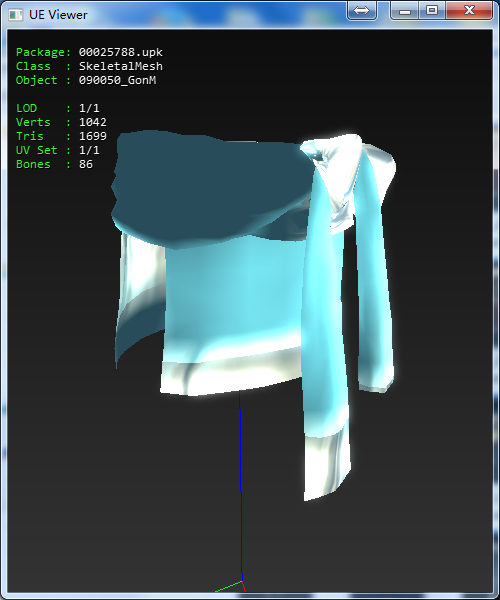 UE Viewer
Package: 00025788.upk
Class : SkeletalMesh
Object : 090050_GonM
LOD : 1/1
Verts : 1042
Tris : 1699
UV Set : 1/1
Bones : 86